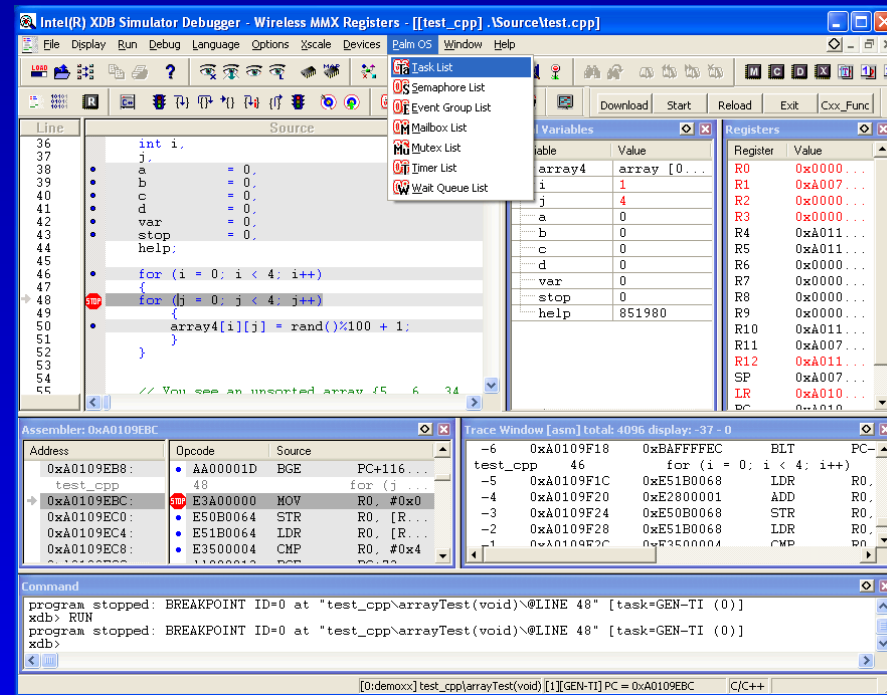 Intel(R) XDB Simulator Debugger - Wireless MMX Registers - [[test_cpp] .\Source\test.cpp]
File Display Run Debug Language Options Xscale Devices Palm OS Window Help
Task List
Semaphore List
Event Group List
Mailbox List
Mutex List
Timer List
Wait Queue List
Download Start Reload Exit Cxx_Func
Line Source
36 int i,
37 j,
38 a = 0,
39 b = 0,
40 c = 0,
41 d = 0,
42 var = 0,
43 stop = 0,
44 help;
45
46 for (i = 0; i < 4; i++)
47 {
48 for (j = 0; j < 4; j++)
49 {
50 array4[i][j] = rand()%100 + 1;
51 }
52 }
53
54
55 // You see an unsorted array {5 6 34
Variables
iable Value
array4 array [0...
i 1
j 4
a 0
b 0
c 0
d 0
var 0
stop 0
help 851980
Registers
Register Value
R0 0x0000...
R1 0xA007...
R2 0x0000...
R3 0x0000...
R4 0xA011...
R5 0xA011...
R6 0x0000...
R7 0x0000...
R8 0x0000...
R9 0x0000...
R10 0xA011...
R11 0xA007...
R12 0xA011...
SP 0xA007...
LR 0xA010...
PC 0xA010
Assembler: 0xA0109EBC
Address Opcode Source
0xA0109EB8: AA00001D BGE PC+116...
test_cpp 48 for (j ...
0xA0109EBC: STOP E3A00000 MOV R0, #0x0
0xA0109EC0: E50B0064 STR R0, [R...
0xA0109EC4: E51B0064 LDR R0, [R...
0xA0109EC8: E3500004 CMP R0, #0x4
Trace Window [asm] total: 4096 display: -37 - 0
-6 0xA0109F18 0xBAFFFFEC BLT PC-
test_cpp 46 for (i = 0; i < 4; i++)
-5 0xA0109F1C 0xE51B0068 LDR R0,
-4 0xA0109F20 0xE2800001 ADD R0,
-3 0xA0109F24 0xE50B0068 STR R0,
-2 0xA0109F28 0xE51B0068 LDR R0,
-1 0xA0109F2C 0xE3500004 CMP R0
Command
program stopped: BREAKPOINT ID=0 at "test_cpp\arrayTest(void)\@LINE 48" [task=GEN-TI (0)]
xdb> RUN
program stopped: BREAKPOINT ID=0 at "test_cpp\arrayTest(void)\@LINE 48" [task=GEN-TI (0)]
xdb>
[0:demoxx] test_cpp\arrayTest(void) [1][GEN-TI] PC = 0xA0109EBC C/C++